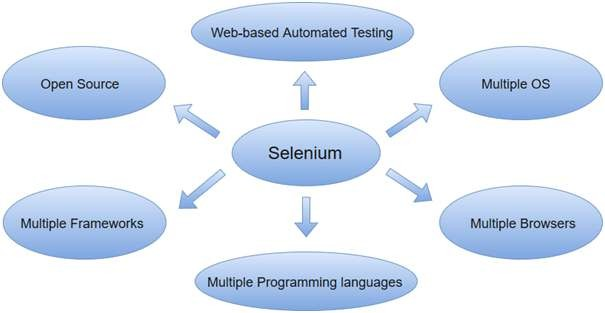 Web-based Automated Testing
Open Source
Multiple OS
Selenium
Multiple Frameworks
Multiple Browsers
Multiple Programming languages